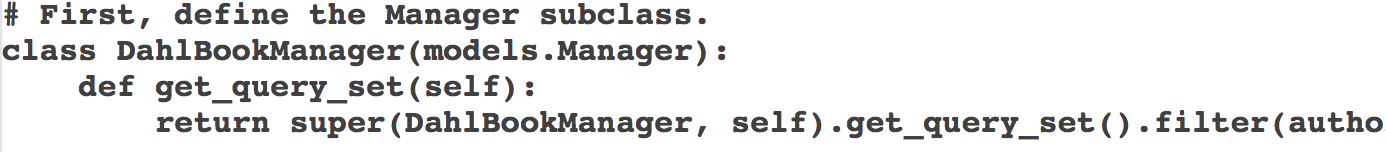 # First, define the Manager subclass.
class DahlBookManager(models.Manager):
    def get_query_set(self):
        return super(DahlBookManager, self).get_query_set().filter(autho